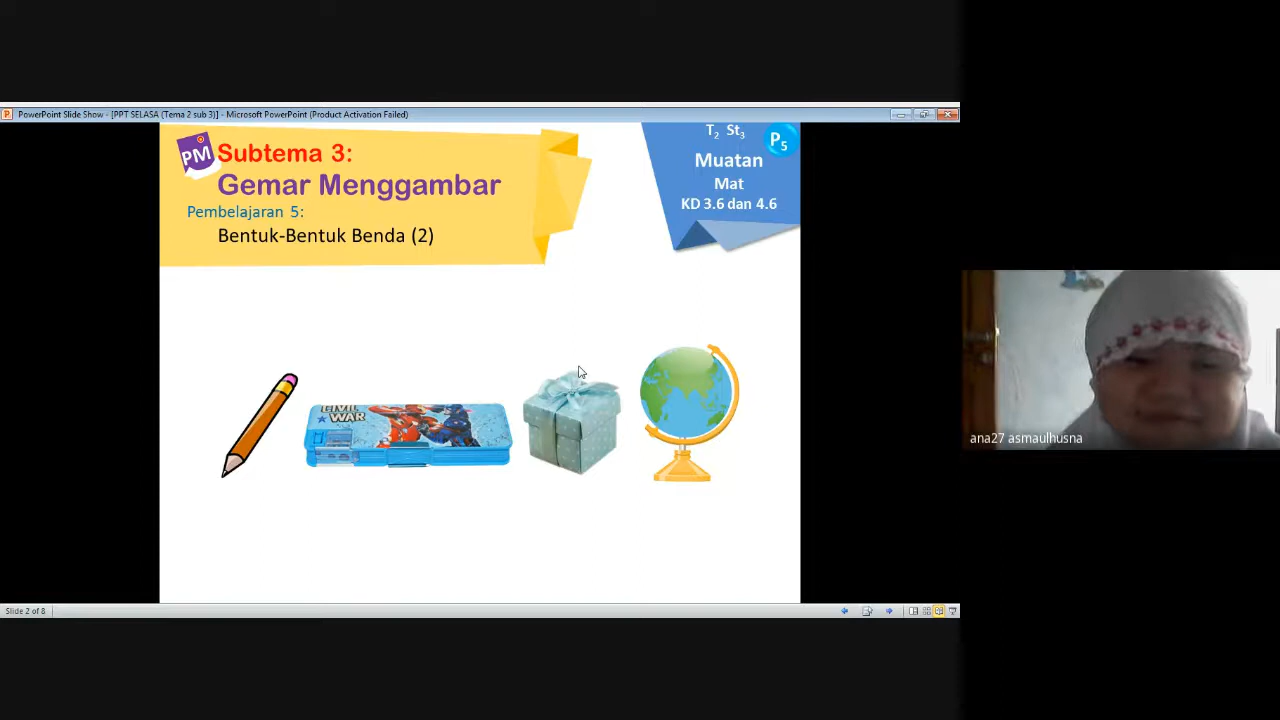 PowerPoint Slide Show - [PPT SELASA (Tema 2 sub 3)] - Microsoft PowerPoint (Product Activation Failed)
PM
Subtema 3:
Gemar Menggambar
Pembelajaran 5:
Bentuk-Bentuk Benda (2)
T2 St3
P5
Muatan
Mat
KD 3.6 dan 4.6
CIVIL
WAR
ana27 asmaulhusna
Slide 2 of 8